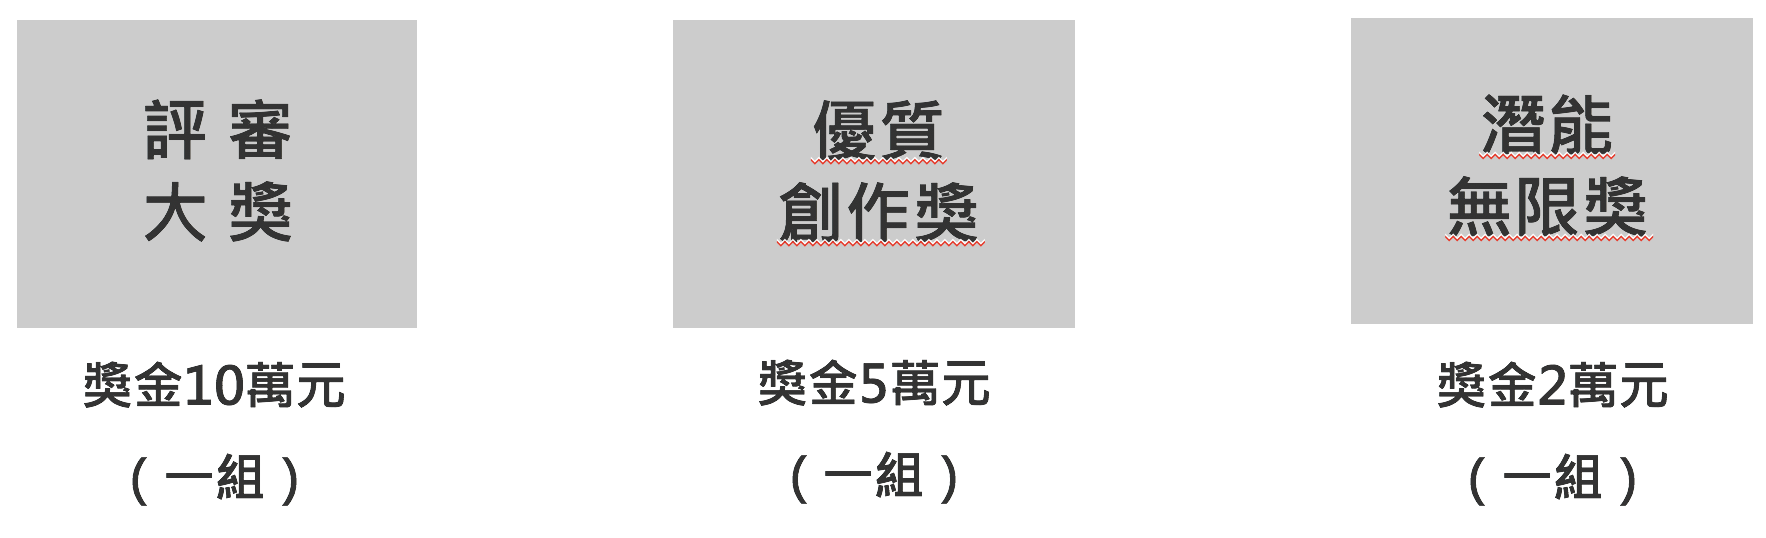 評審
大獎
獎金10萬元
（一組）
優質
創作獎
獎金5萬元
（一組）
潛能
無限獎
獎金2萬元
（一組）